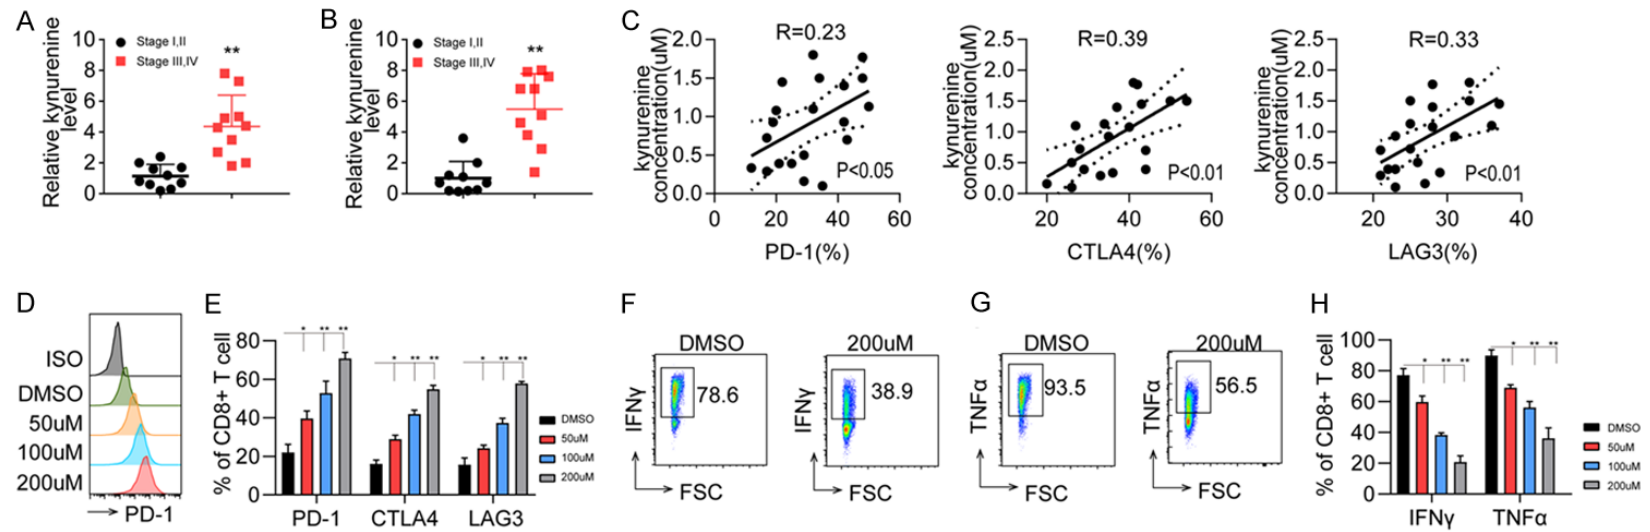 A
Relative kynurenine
level
10
8
6
4
2
0
Stage I,II
Stage III,IV
**
B
Relative kynurenine
level
10
8
6
4
2
0
Stage I,II
Stage III,IV
**
C
kynurenine
concentration(uM)
2.0
1.5
1.0
0.5
0.0
R=0.23
P<0.05
0 20 40 60
PD-1(%)
kynurenine
concentration(uM)
2.5
2.0
1.5
1.0
0.5
0.0
R=0.39
P<0.01
20 40 60
CTLA4(%)
kynurenine
concentration(uM)
2.5
2.0
1.5
1.0
0.5
0.0
R=0.33
P<0.01
20 30 40
LAG3(%)
D
ISO
DMSO
50uM
100uM
200uM
PD-1
E
% of CD8+ T cell
80
60
40
20
0
* ** **
* ** **
* ** **
PD-1 CTLA4 LAG3
DMSO
50uM
100uM
200uM
F
DMSO
IFNγ
78.6
FSC
200uM
IFNγ
38.9
FSC
G
DMSO
TNFα
93.5
FSC
200uM
TNFα
56.5
FSC
H
% of CD8+ T cell
100
80
60
40
20
0
* ** **
* ** **
IFNγ TNFα
DMSO
50uM
100uM
200uM